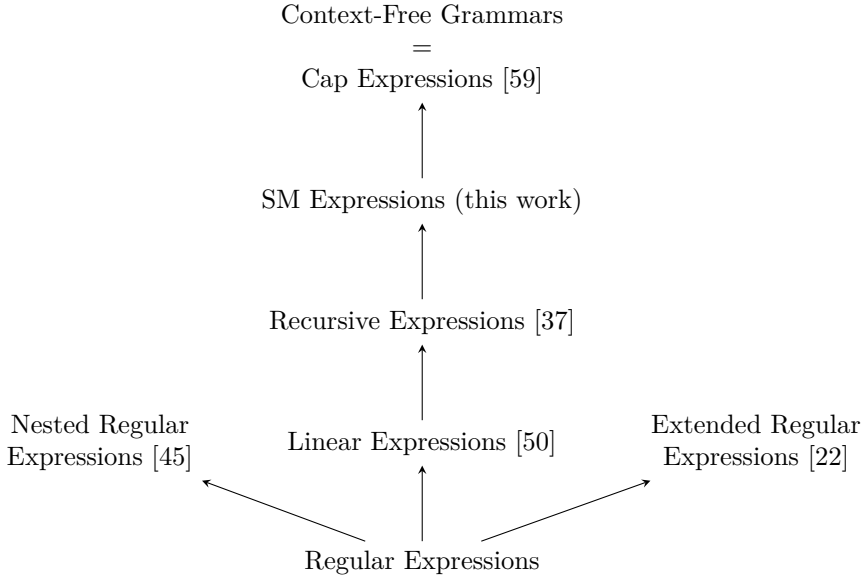 Context-Free Grammars
=
Cap Expressions [59]
SM Expressions (this work)
Recursive Expressions [37]
Nested Regular
Expressions [45]
Linear Expressions [50]
Extended Regular
Expressions [22]
Regular Expressions